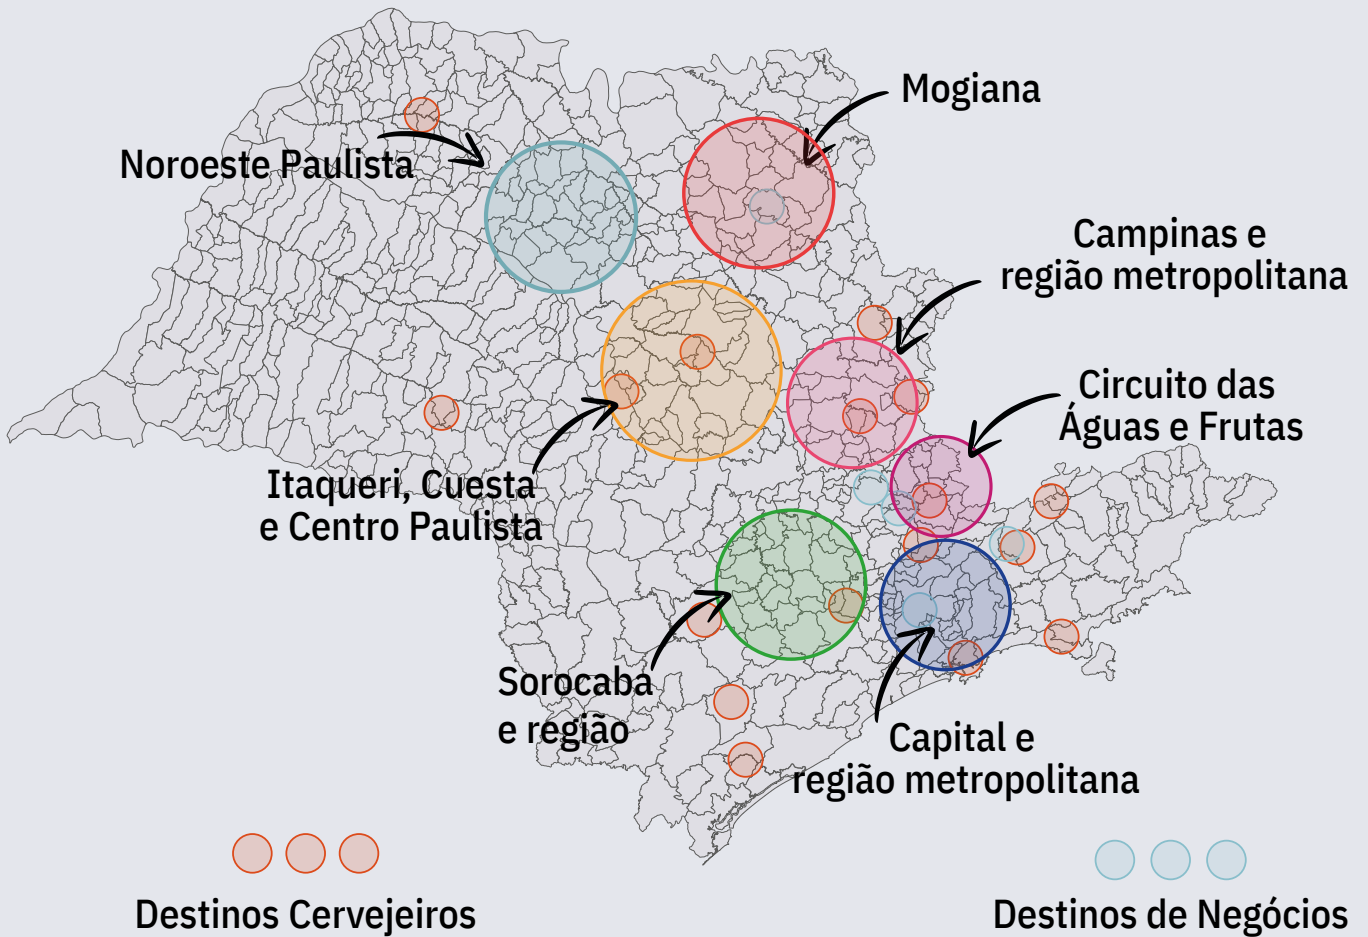 Mogiana
Noroeste Paulista
Campinas e
região metropolitana
Circuito das
Águas e Frutas
Itaqueri, Cuesta
e Centro Paulista
Sorocaba
e região
Capital e
região metropolitana
Destinos Cervejeiros
Destinos de Negócios